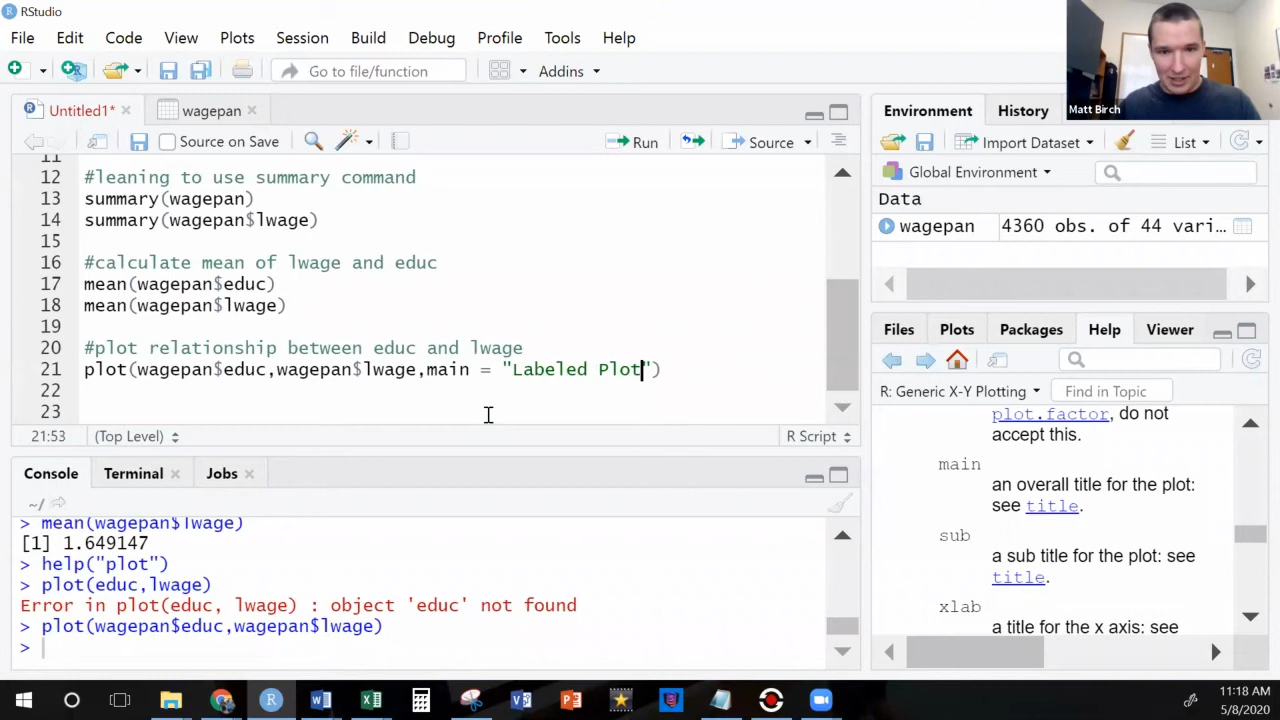 RStudio
File Edit Code View Plots Session Build Debug Profile Tools Help
Go to file/function Addins
Matt Birch
Untitled1* wagepan
Source on Save Run Source
11
12 #leaning to use summary command
13 summary(wagepan)
14 summary(wagepan$lwage)
15
16 #calculate mean of lwage and educ
17 mean(wagepan$educ)
18 mean(wagepan$lwage)
19
20 #plot relationship between educ and lwage
21 plot(wagepan$educ,wagepan$lwage,main = "Labeled Plot")
22
23
21:53 (Top Level) R Script
Console Terminal Jobs
~/
> mean(wagepan$lwage)
[1] 1.649147
> help("plot")
> plot(educ,lwage)
Error in plot(educ, lwage) : object 'educ' not found
> plot(wagepan$educ,wagepan$lwage)
>
Environment History
Import Dataset List
Global Environment
Data
wagepan 4360 obs. of 44 vari…
Files Plots Packages Help Viewer
R: Generic X-Y Plotting Find in Topic
plot.factor, do not
accept this.
main
an overall title for the plot:
see title.
sub
a sub title for the plot: see
title.
xlab
a title for the x axis: see
11:18 AM
5/8/2020